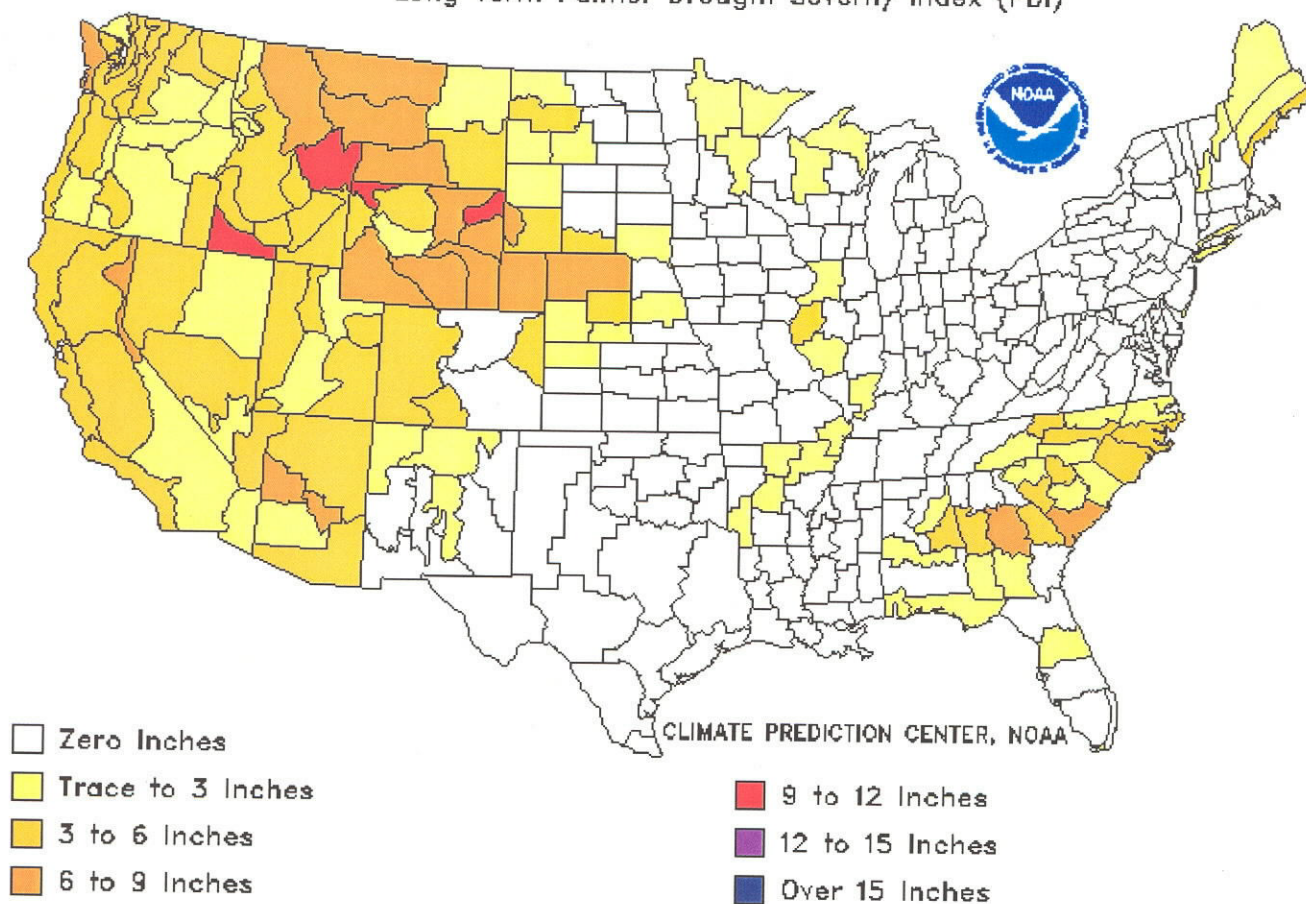 Long Term Palmer Drought Severity Index (PDI)
NOAA
CLIMATE PREDICTION CENTER, NOAA
Zero Inches
Trace to 3 Inches
3 to 6 Inches
6 to 9 Inches
9 to 12 Inches
12 to 15 Inches
Over 15 Inches